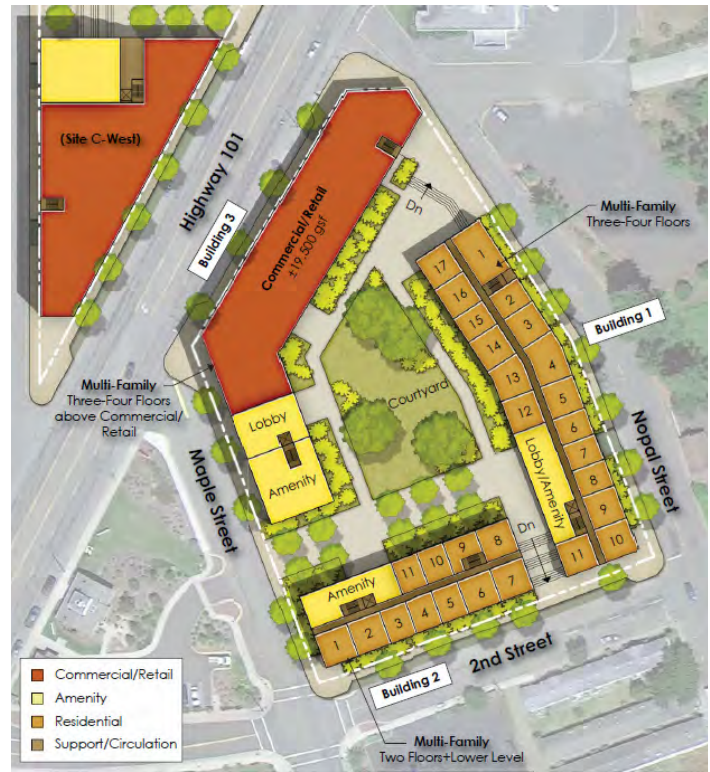 (Site C-West)
Highway 101
Building 3
Commercial/Retail
±19,500 gsf
Dn
Multi-Family
Three-Four Floors
1
2
3
4
5
6
7
8
9
10
11
12
13
14
15
16
17
Building 1
Nopal Street
Courtyard
Lobby/Amenity
Multi-Family
Three-Four Floors
above Commercial/
Retail
Lobby
Amenity
Maple Street
Dn
Amenity
11
10
9
8
1
2
3
4
5
6
7
2nd Street
Building 2
Multi-Family
Two Floors+Lower Level
Commercial/Retail
Amenity
Residential
Support/Circulation